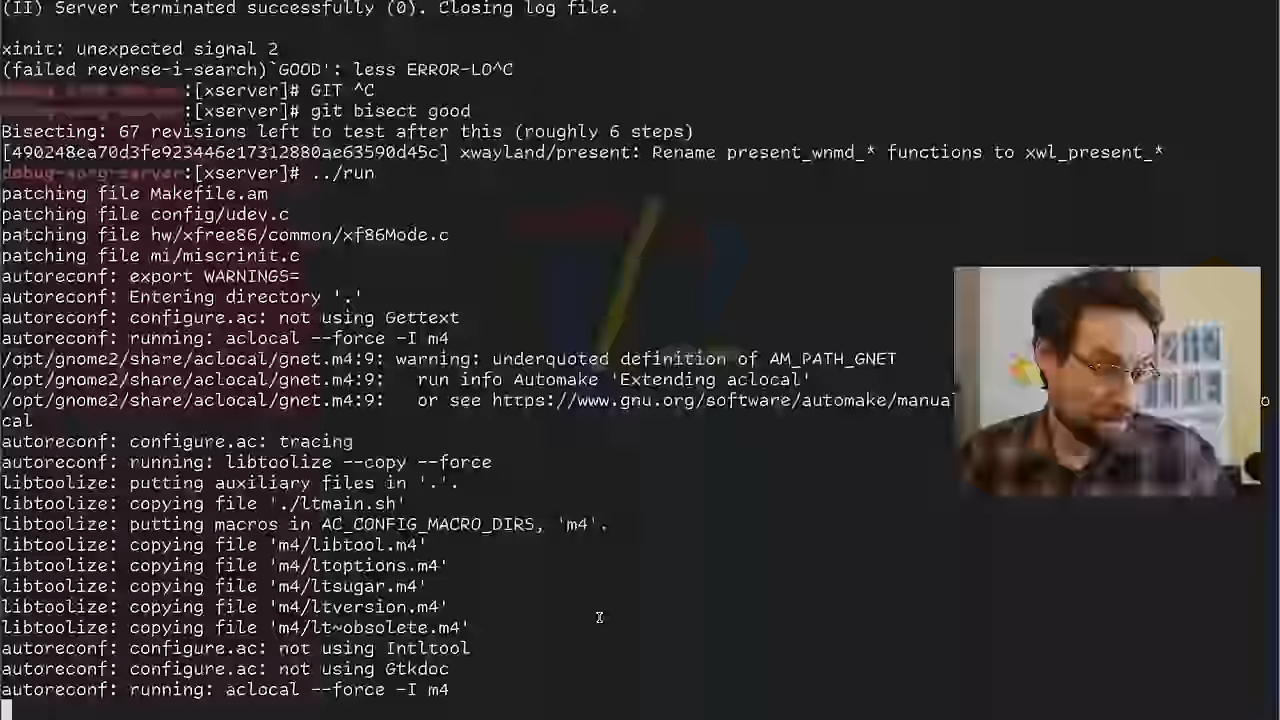 (II) Server terminated successfully (0). Closing log file.
xinit: unexpected signal 2
(failed reverse-i-search)`GOOD': less ERROR-LO^C
:[xserver]# GIT ^C
:[xserver]# git bisect good
Bisecting: 67 revisions left to test after this (roughly 6 steps)
[490248ea70d3fe923446e17312880ae63590d45c] xwayland/present: Rename present_wnmd_* functions to xwl_present_*
debug-xorg-server:[xserver]# ../run
patching file Makefile.am
patching file config/udev.c
patching file hw/xfree86/common/xf86Mode.c
patching file mi/miscrinit.c
autoreconf: export WARNINGS=
autoreconf: Entering directory '.'
autoreconf: configure.ac: not using Gettext
autoreconf: running: aclocal --force -I m4
/opt/gnome2/share/aclocal/gnet.m4:9: warning: underquoted definition of AM_PATH_GNET
/opt/gnome2/share/aclocal/gnet.m4:9:   run info Automake 'Extending aclocal'
/opt/gnome2/share/aclocal/gnet.m4:9:   or see https://www.gnu.org/software/automake/manual o
cal
autoreconf: configure.ac: tracing
autoreconf: running: libtoolize --copy --force
libtoolize: putting auxiliary files in '.'.
libtoolize: copying file './ltmain.sh'
libtoolize: putting macros in AC_CONFIG_MACRO_DIRS, 'm4'.
libtoolize: copying file 'm4/libtool.m4'
libtoolize: copying file 'm4/ltoptions.m4'
libtoolize: copying file 'm4/ltsugar.m4'
libtoolize: copying file 'm4/ltversion.m4'
libtoolize: copying file 'm4/lt~obsolete.m4'
autoreconf: configure.ac: not using Intltool
autoreconf: configure.ac: not using Gtkdoc
autoreconf: running: aclocal --force -I m4